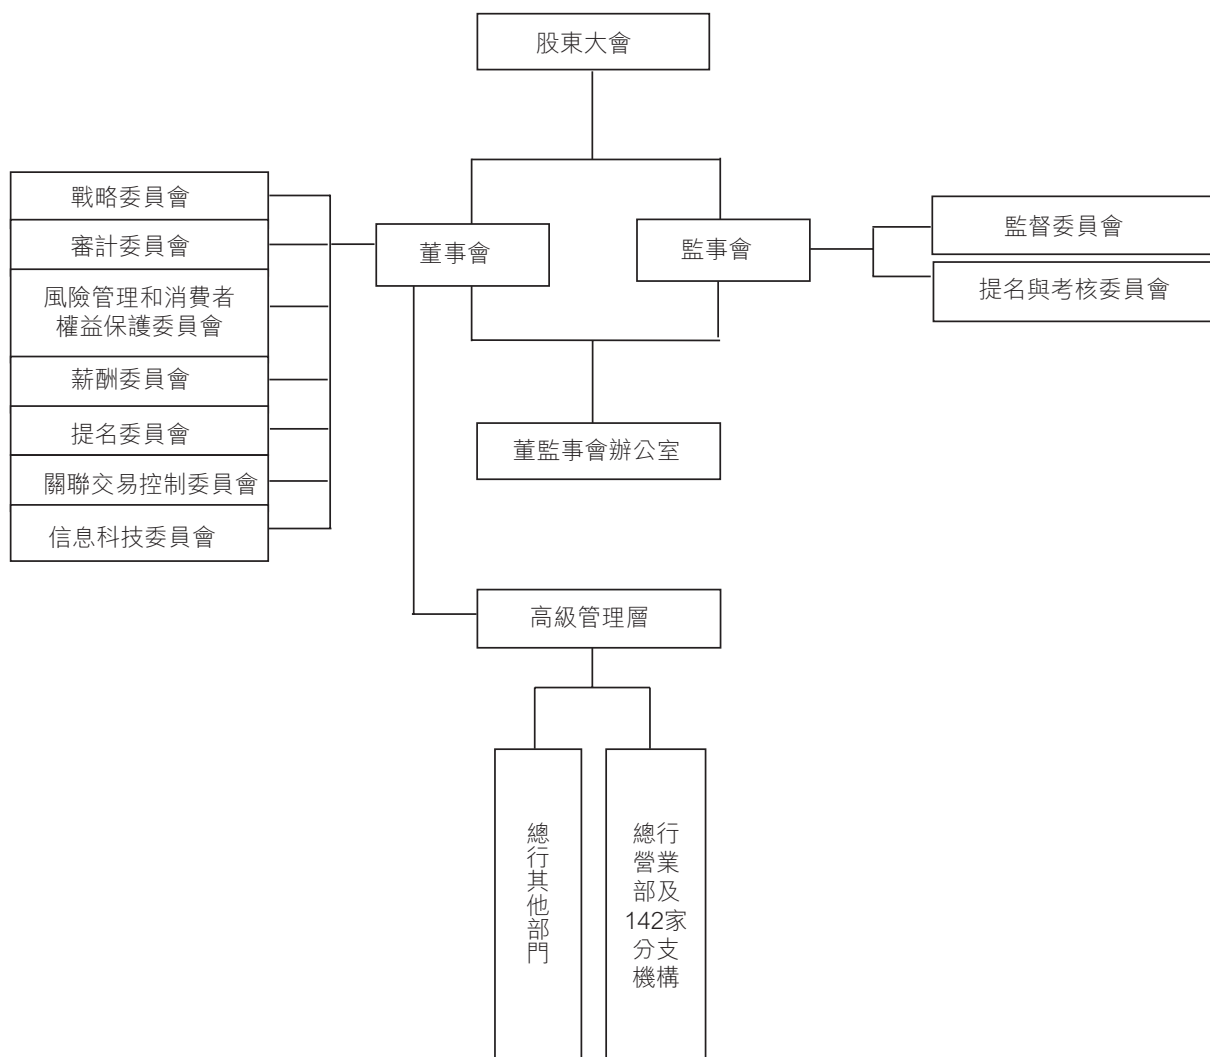 股東大會
戰略委員會
審計委員會
風險管理和消費者
權益保護委員會
薪酬委員會
提名委員會
關聯交易控制委員會
信息科技委員會
董事會
監事會
監督委員會
提名與考核委員會
董監事會辦公室
高級管理層
總行其他部門
總行
營業
部及
142家
分支
機構